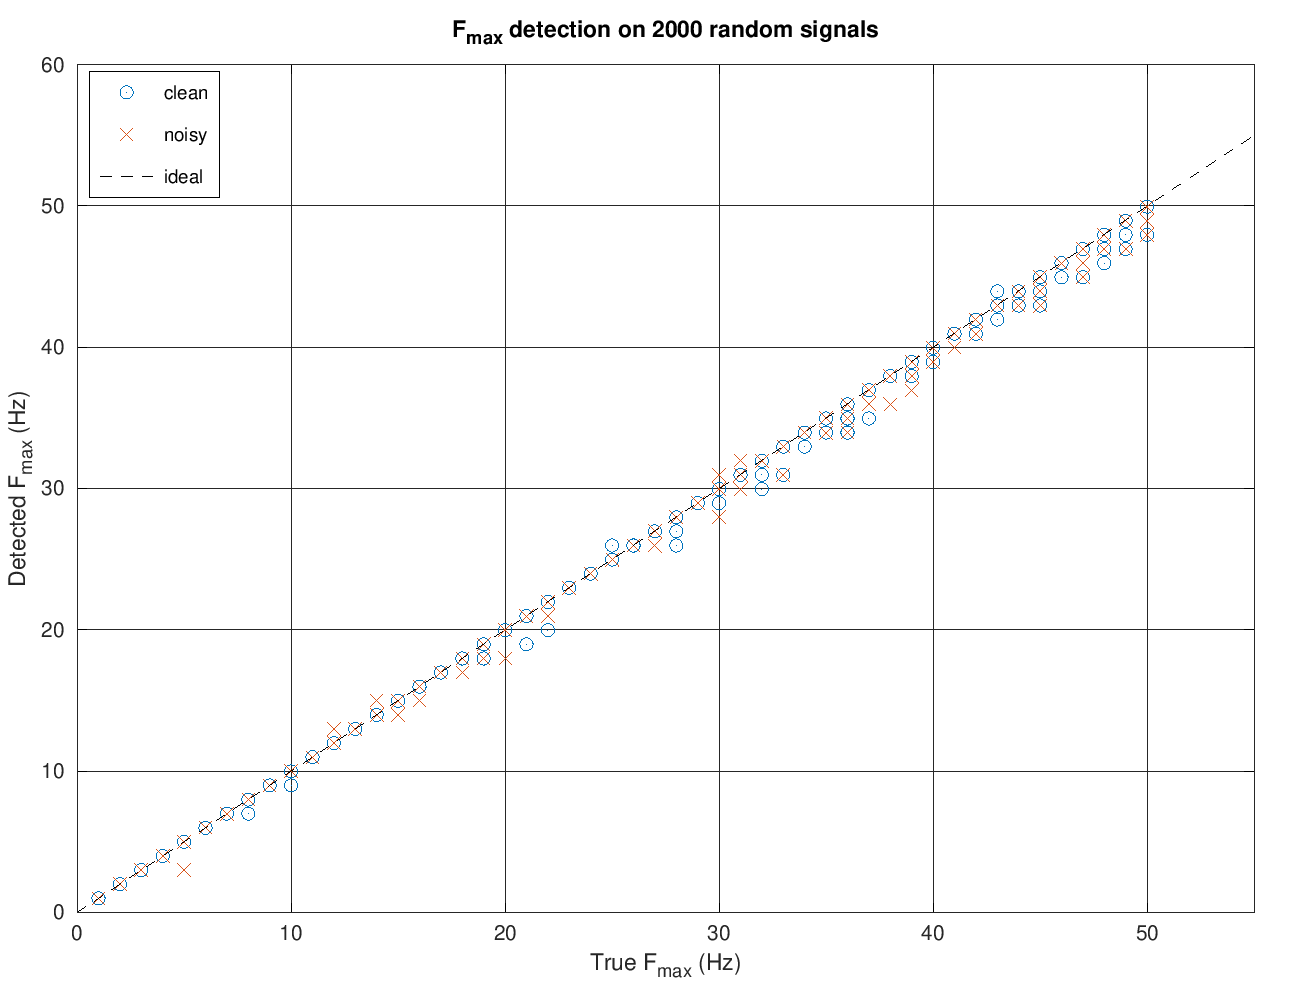 Fmax detection on 2000 random signals
clean
noisy
ideal
60
50
40
30
20
10
0
0 10 20 30 40 50
Detected Fmax (Hz)
True Fmax (Hz)